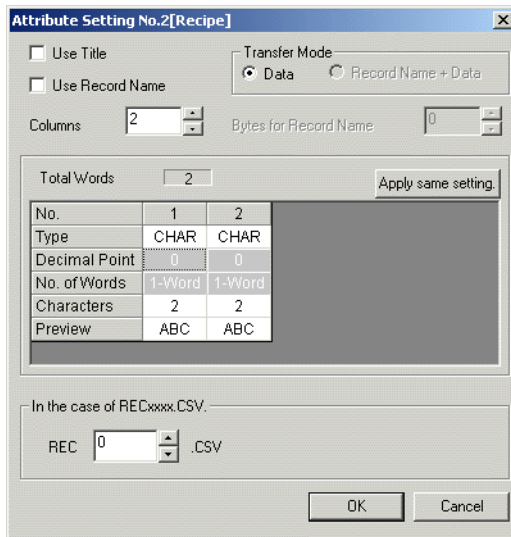 Attribute Setting No.2[Recipe]
Use Title
Use Record Name
Transfer Mode
Data Record Name + Data
Columns 2 Bytes for Record Name 0
Total Words 2 Apply same setting.
No. 1 2
Type CHAR CHAR
Decimal Point 0 0
No. of Words 1-Word 1-Word
Characters 2 2
Preview ABC ABC
In the case of RECxxxx.CSV.
REC 0 .CSV
OK Cancel